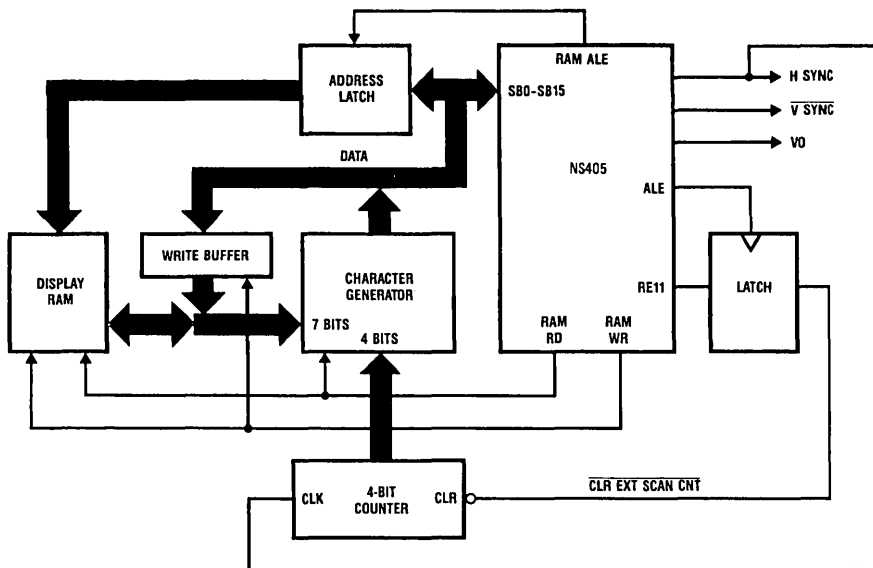 RAM ALE
ADDRESS
LATCH
SB0-SB15
H SYNC
V SYNC
DATA
VO
NS405
ALE
WRITE BUFFER
DISPLAY
RAM
CHARACTER
GENERATOR
RE11
LATCH
7 BITS
4 BITS
RAM
RD
RAM
WR
CLK
4-BIT
COUNTER
CLR
CLR EXT SCAN CNT